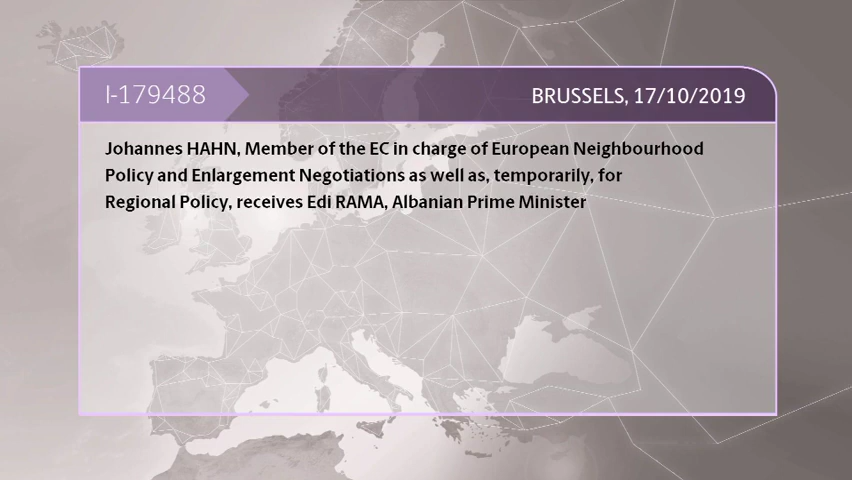 I-179488
BRUSSELS, 17/10/2019
Johannes HAHN, Member of the EC in charge of European Neighbourhood
Policy and Enlargement Negotiations as well as, temporarily, for
Regional Policy, receives Edi RAMA, Albanian Prime Minister